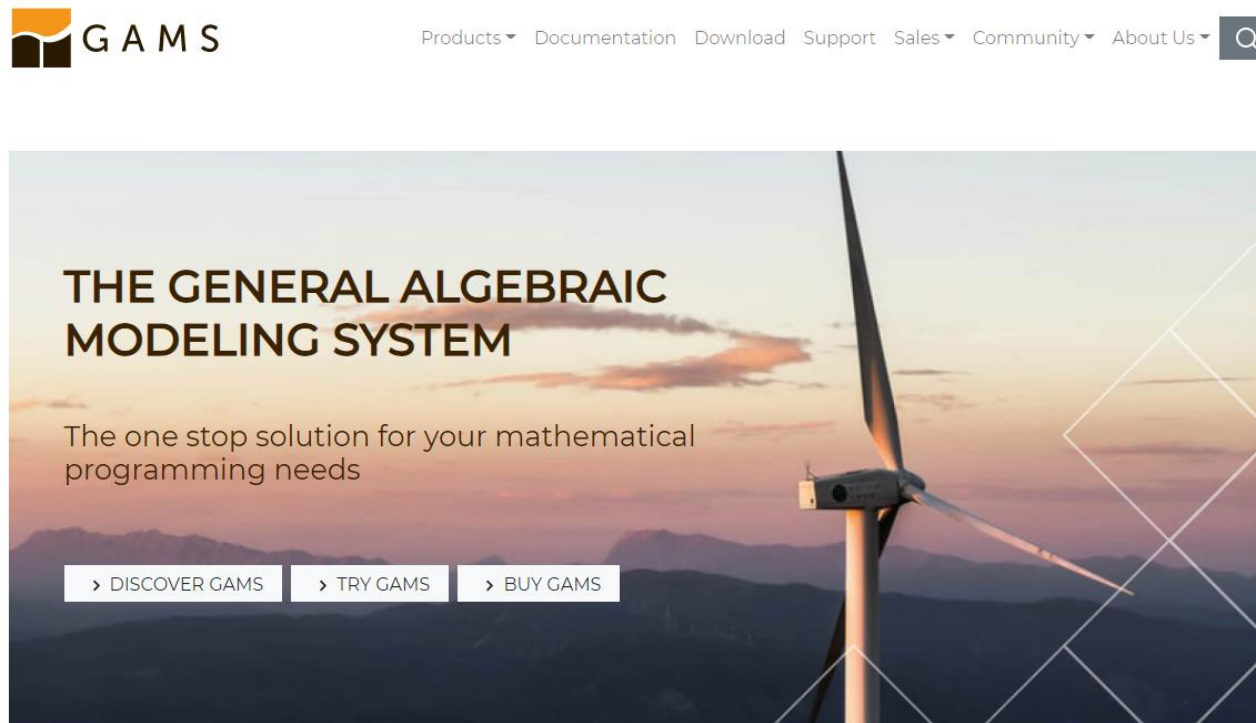 GAMS
Products Documentation Download Support Sales Community About Us
THE GENERAL ALGEBRAIC
MODELING SYSTEM
The one stop solution for your mathematical
programming needs
> DISCOVER GAMS > TRY GAMS > BUY GAMS